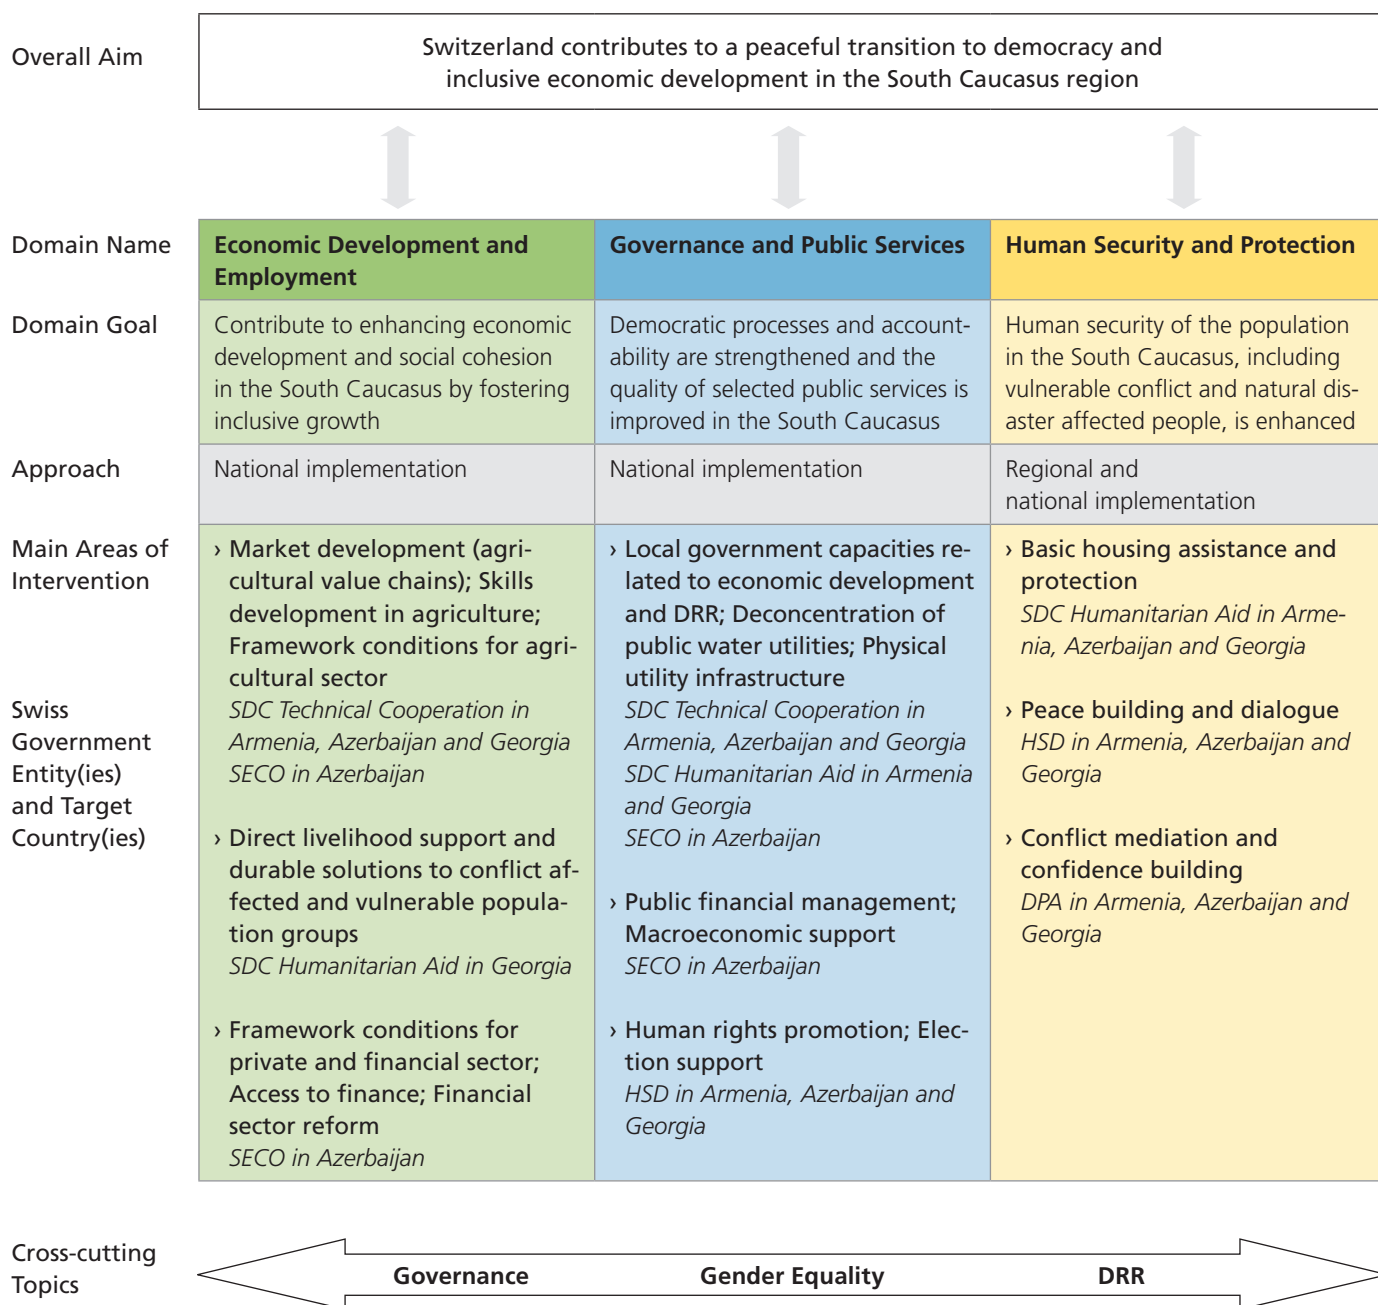 Overall Aim
Switzerland contributes to a peaceful transition to democracy and
inclusive economic development in the South Caucasus region
Domain Name
Economic Development and
Employment
Governance and Public Services
Human Security and Protection
Domain Goal
Contribute to enhancing economic
development and social cohesion
in the South Caucasus by fostering
inclusive growth
Democratic processes and account-
ability are strengthened and the
quality of selected public services is
improved in the South Caucasus
Human security of the population
in the South Caucasus, including
vulnerable conflict and natural dis-
aster affected people, is enhanced
Approach
National implementation
National implementation
Regional and
national implementation
Main Areas of
Intervention
Swiss
Government
Entity(ies)
and Target
Country(ies)
› Market development (agri-
cultural value chains); Skills
development in agriculture;
Framework conditions for agri-
cultural sector
SDC Technical Cooperation in
Armenia, Azerbaijan and Georgia
SECO in Azerbaijan
› Direct livelihood support and
durable solutions to conflict af-
fected and vulnerable popula-
tion groups
SDC Humanitarian Aid in Georgia
› Framework conditions for
private and financial sector;
Access to finance; Financial
sector reform
SECO in Azerbaijan
› Local government capacities re-
lated to economic development
and DRR; Deconcentration of
public water utilities; Physical
utility infrastructure
SDC Technical Cooperation in
Armenia, Azerbaijan and Georgia
SDC Humanitarian Aid in Armenia
and Georgia
SECO in Azerbaijan
› Public financial management;
Macroeconomic support
SECO in Azerbaijan
› Human rights promotion; Elec-
tion support
HSD in Armenia, Azerbaijan and
Georgia
› Basic housing assistance and
protection
SDC Humanitarian Aid in Arme-
nia, Azerbaijan and Georgia
› Peace building and dialogue
HSD in Armenia, Azerbaijan and
Georgia
› Conflict mediation and
confidence building
DPA in Armenia, Azerbaijan and
Georgia
Cross-cutting
Topics
Governance
Gender Equality
DRR